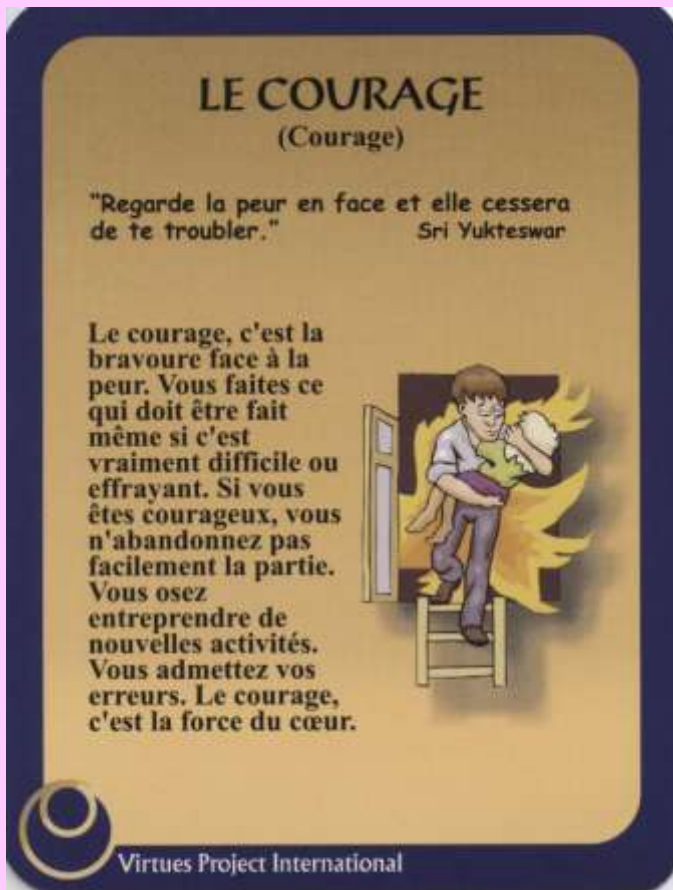 LE COURAGE
(Courage)
"Regarde la peur en face et elle cessera
de te troubler." Sri Yukteswar
Le courage, c'est la
bravoure face à la
peur. Vous faites ce
qui doit être fait
même si c'est
vraiment difficile ou
effrayant. Si vous
êtes courageux, vous
n'abandonnez pas
facilement la partie.
Vous osez
entreprendre de
nouvelles activités.
Vous admettez vos
erreurs. Le courage,
c'est la force du cœur.
Virtues Project International